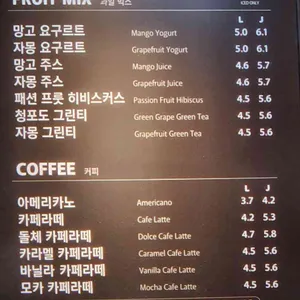 FRUIT MIX 과일 믹스 ICED ONLY
L J
망고 요구르트 Mango Yogurt 5.0 6.1
자몽 요구르트 Grapefruit Yogurt 5.0 6.1
망고 주스 Mango Juice 4.6 5.7
자몽 주스 Grapefruit Juice 4.6 5.7
패션 프룻 히비스커스 Passion Fruit Hibiscus 4.5 5.6
청포도 그린티 Green Grape Green Tea 4.5 5.6
자몽 그린티 Grapefruit Green Tea 4.5 5.6
COFFEE 커피
L J
아메리카노 Americano 3.7 4.2
카페라떼 Cafe Latte 4.2 5.3
돌체 카페라떼 Dolce Cafe Latte 4.7 5.8
카라멜 카페라떼 Caramel Cafe Latte 4.5 5.6
바닐라 카페라떼 Vanilla Cafe Latte 4.5 5.6
모카 카페라떼 Mocha Cafe Latte 4.5 5.6